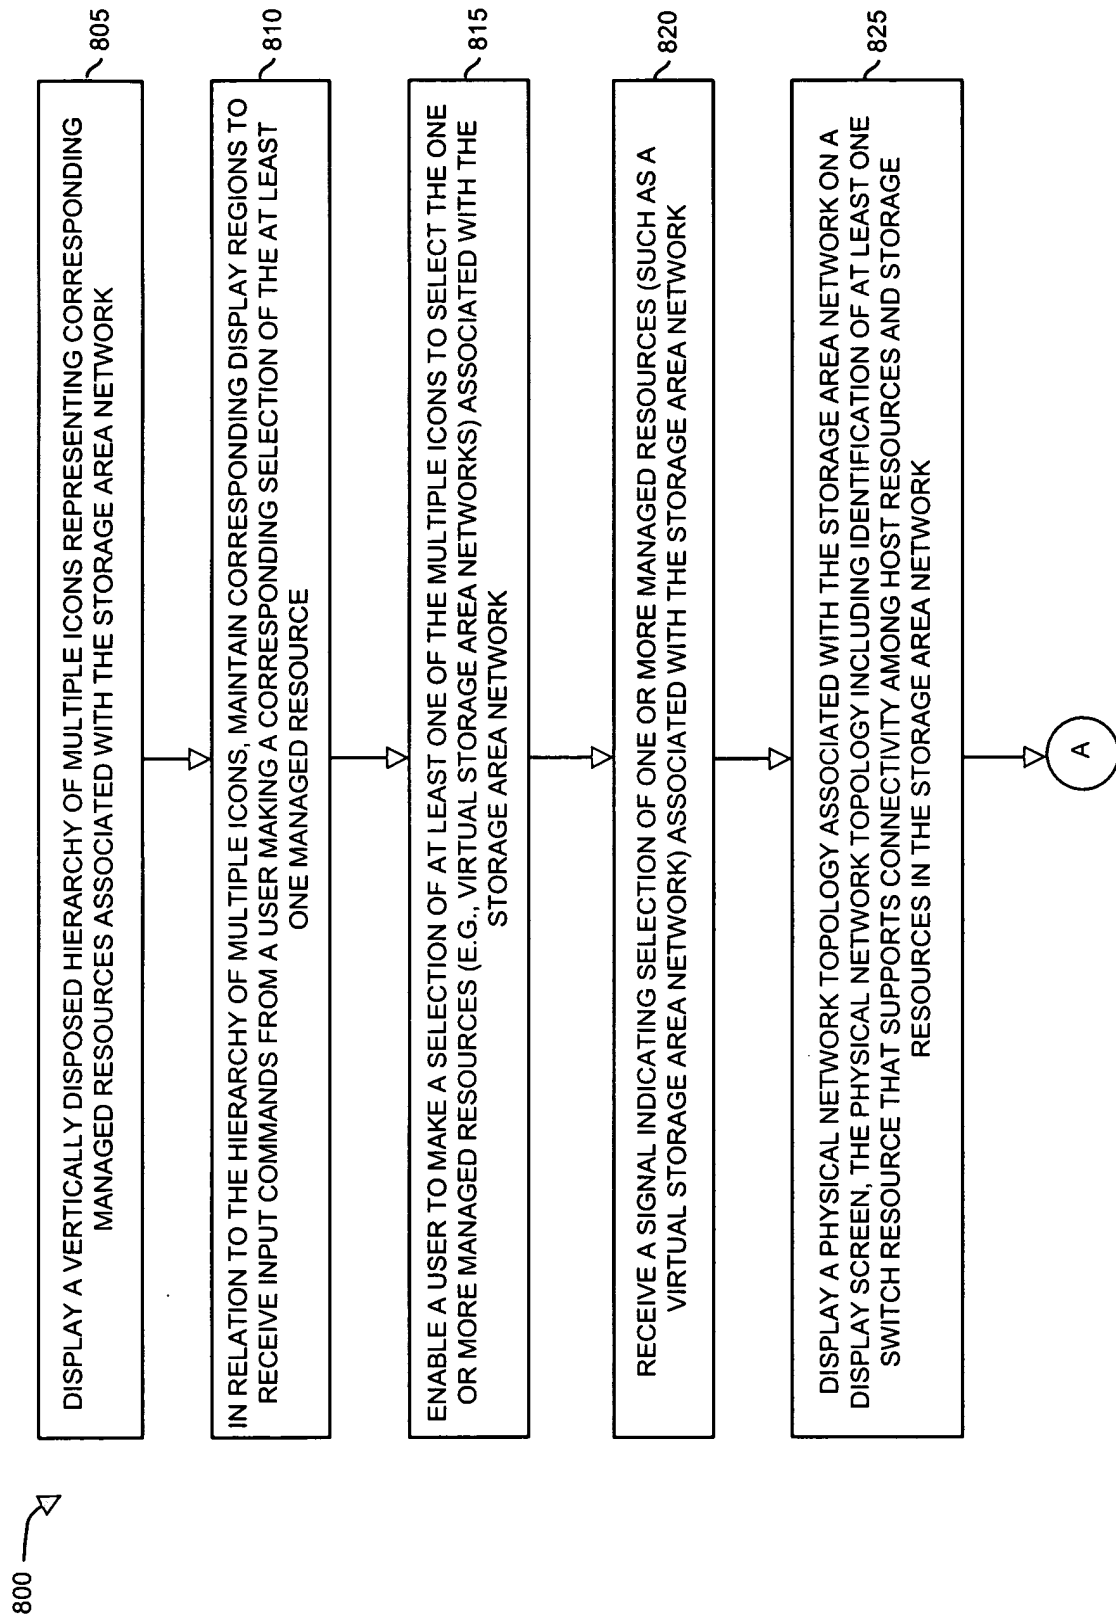 800
DISPLAY A VERTICALLY DISPOSED HIERARCHY OF MULTIPLE ICONS REPRESENTING CORRESPONDING
MANAGED RESOURCES ASSOCIATED WITH THE STORAGE AREA NETWORK
805
IN RELATION TO THE HIERARCHY OF MULTIPLE ICONS, MAINTAIN CORRESPONDING DISPLAY REGIONS TO
RECEIVE INPUT COMMANDS FROM A USER MAKING A CORRESPONDING SELECTION OF THE AT LEAST
ONE MANAGED RESOURCE
810
ENABLE A USER TO MAKE A SELECTION OF AT LEAST ONE OF THE MULTIPLE ICONS TO SELECT THE ONE
OR MORE MANAGED RESOURCES (E.G., VIRTUAL STORAGE AREA NETWORKS) ASSOCIATED WITH THE
STORAGE AREA NETWORK
815
RECEIVE A SIGNAL INDICATING SELECTION OF ONE OR MORE MANAGED RESOURCES (SUCH AS A
VIRTUAL STORAGE AREA NETWORK) ASSOCIATED WITH THE STORAGE AREA NETWORK
820
DISPLAY A PHYSICAL NETWORK TOPOLOGY ASSOCIATED WITH THE STORAGE AREA NETWORK ON A
DISPLAY SCREEN, THE PHYSICAL NETWORK TOPOLOGY INCLUDING IDENTIFICATION OF AT LEAST ONE
SWITCH RESOURCE THAT SUPPORTS CONNECTIVITY AMONG HOST RESOURCES AND STORAGE
RESOURCES IN THE STORAGE AREA NETWORK
825
A